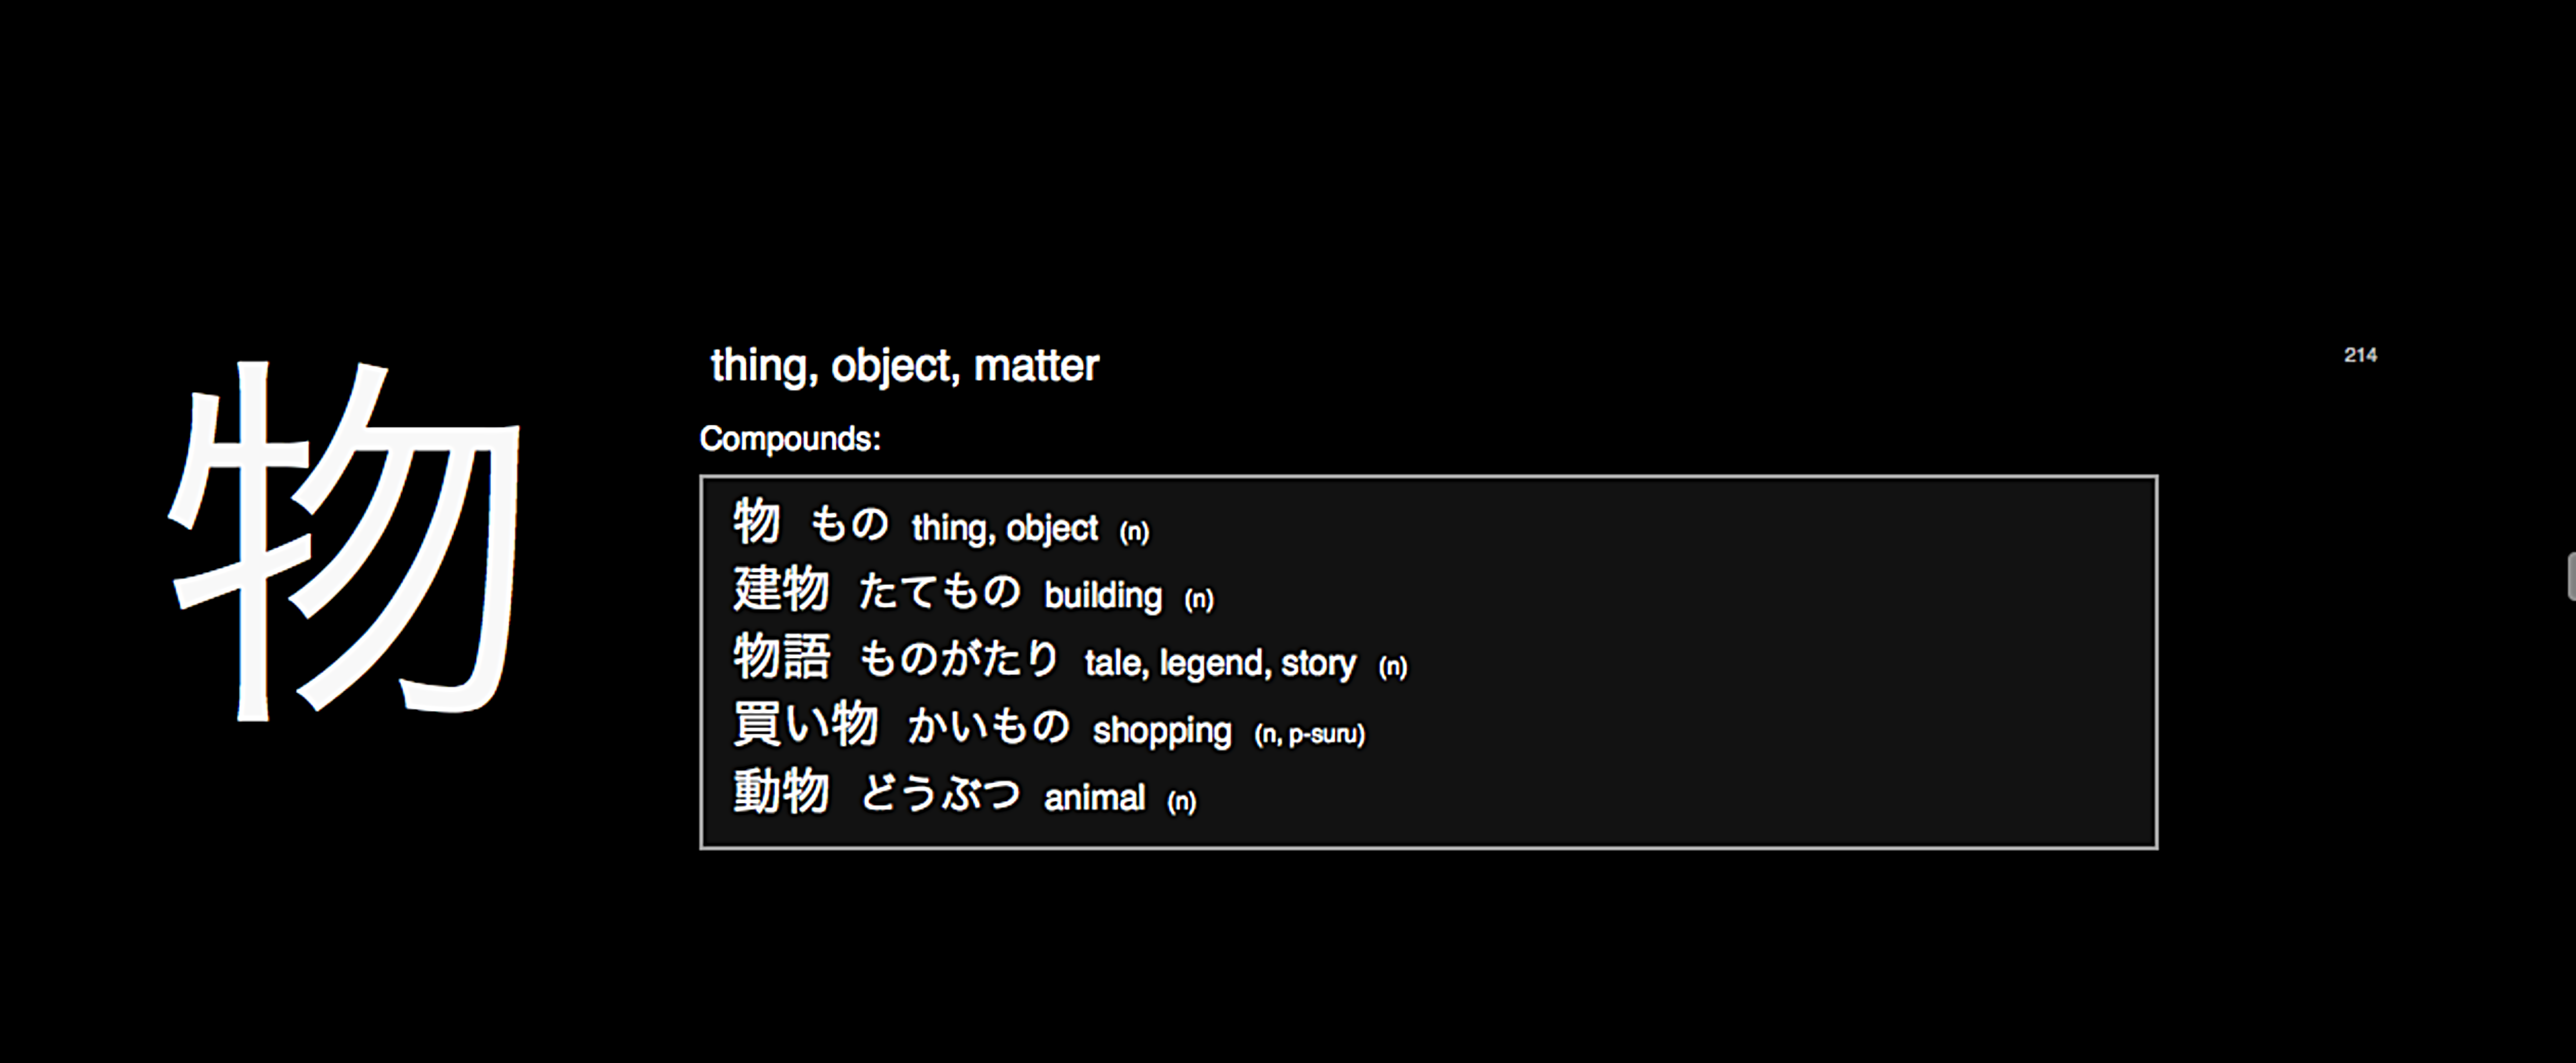 物
thing, object, matter
214
Compounds:
物 もの thing, object (n)
建物 たてもの building (n)
物語 ものがたり tale, legend, story (n)
買い物 かいもの shopping (n, p-suru)
動物 どうぶつ animal (n)